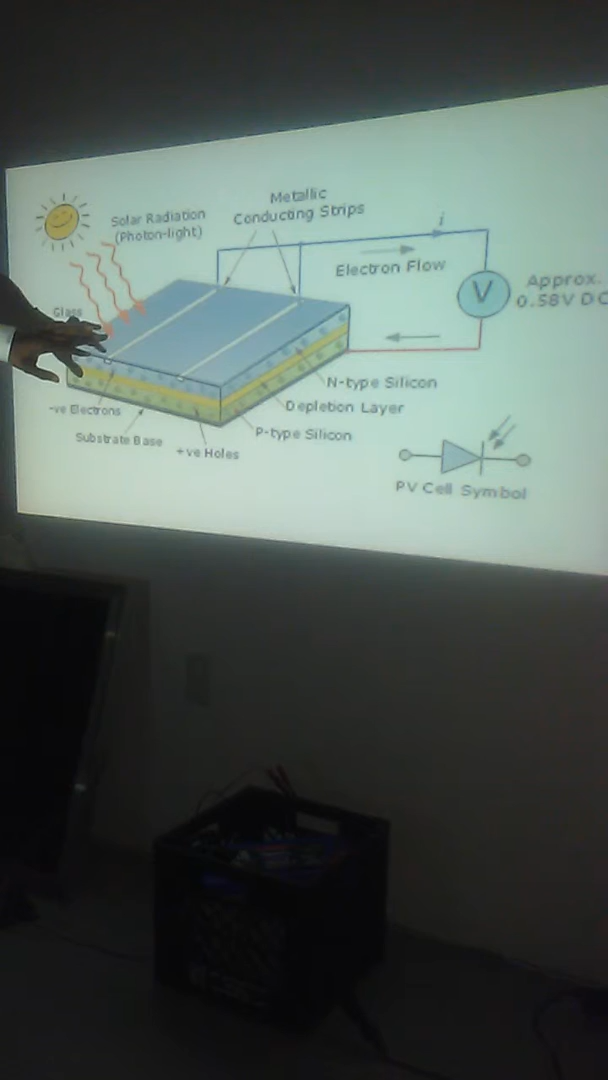 Metallic
Conducting Strips
Solar Radiation
(Photon-light)
i
Electron Flow
Glass
V
Approx.
0.58V DC
N-type Silicon
-ve Electrons
Depletion Layer
Substrate Base
P-type Silicon
+ve Holes
PV Cell Symbol